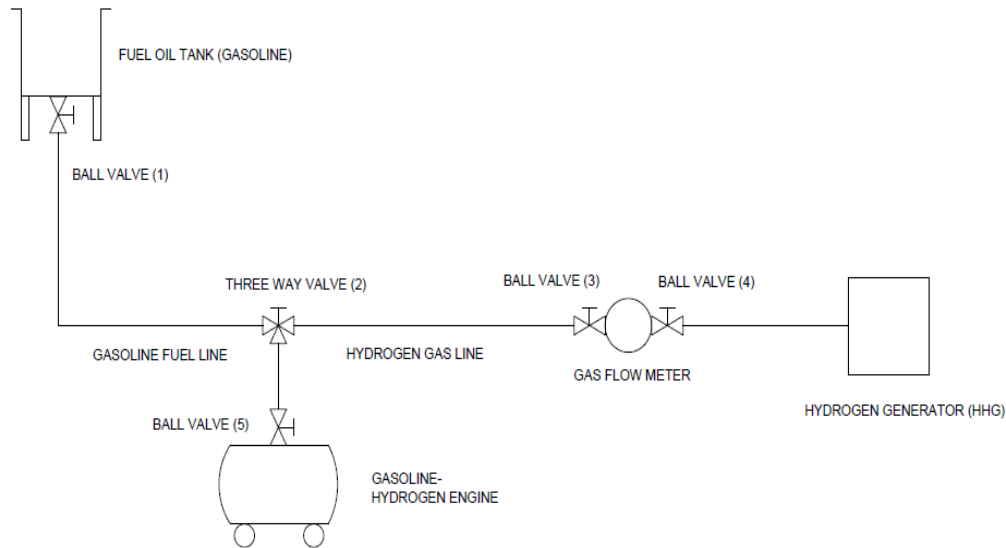 FUEL OIL TANK (GASOLINE)
BALL VALVE (1)
THREE WAY VALVE (2)
BALL VALVE (3)
BALL VALVE (4)
GASOLINE FUEL LINE
HYDROGEN GAS LINE
GAS FLOW METER
HYDROGEN GENERATOR (HHG)
BALL VALVE (5)
GASOLINE-
HYDROGEN ENGINE